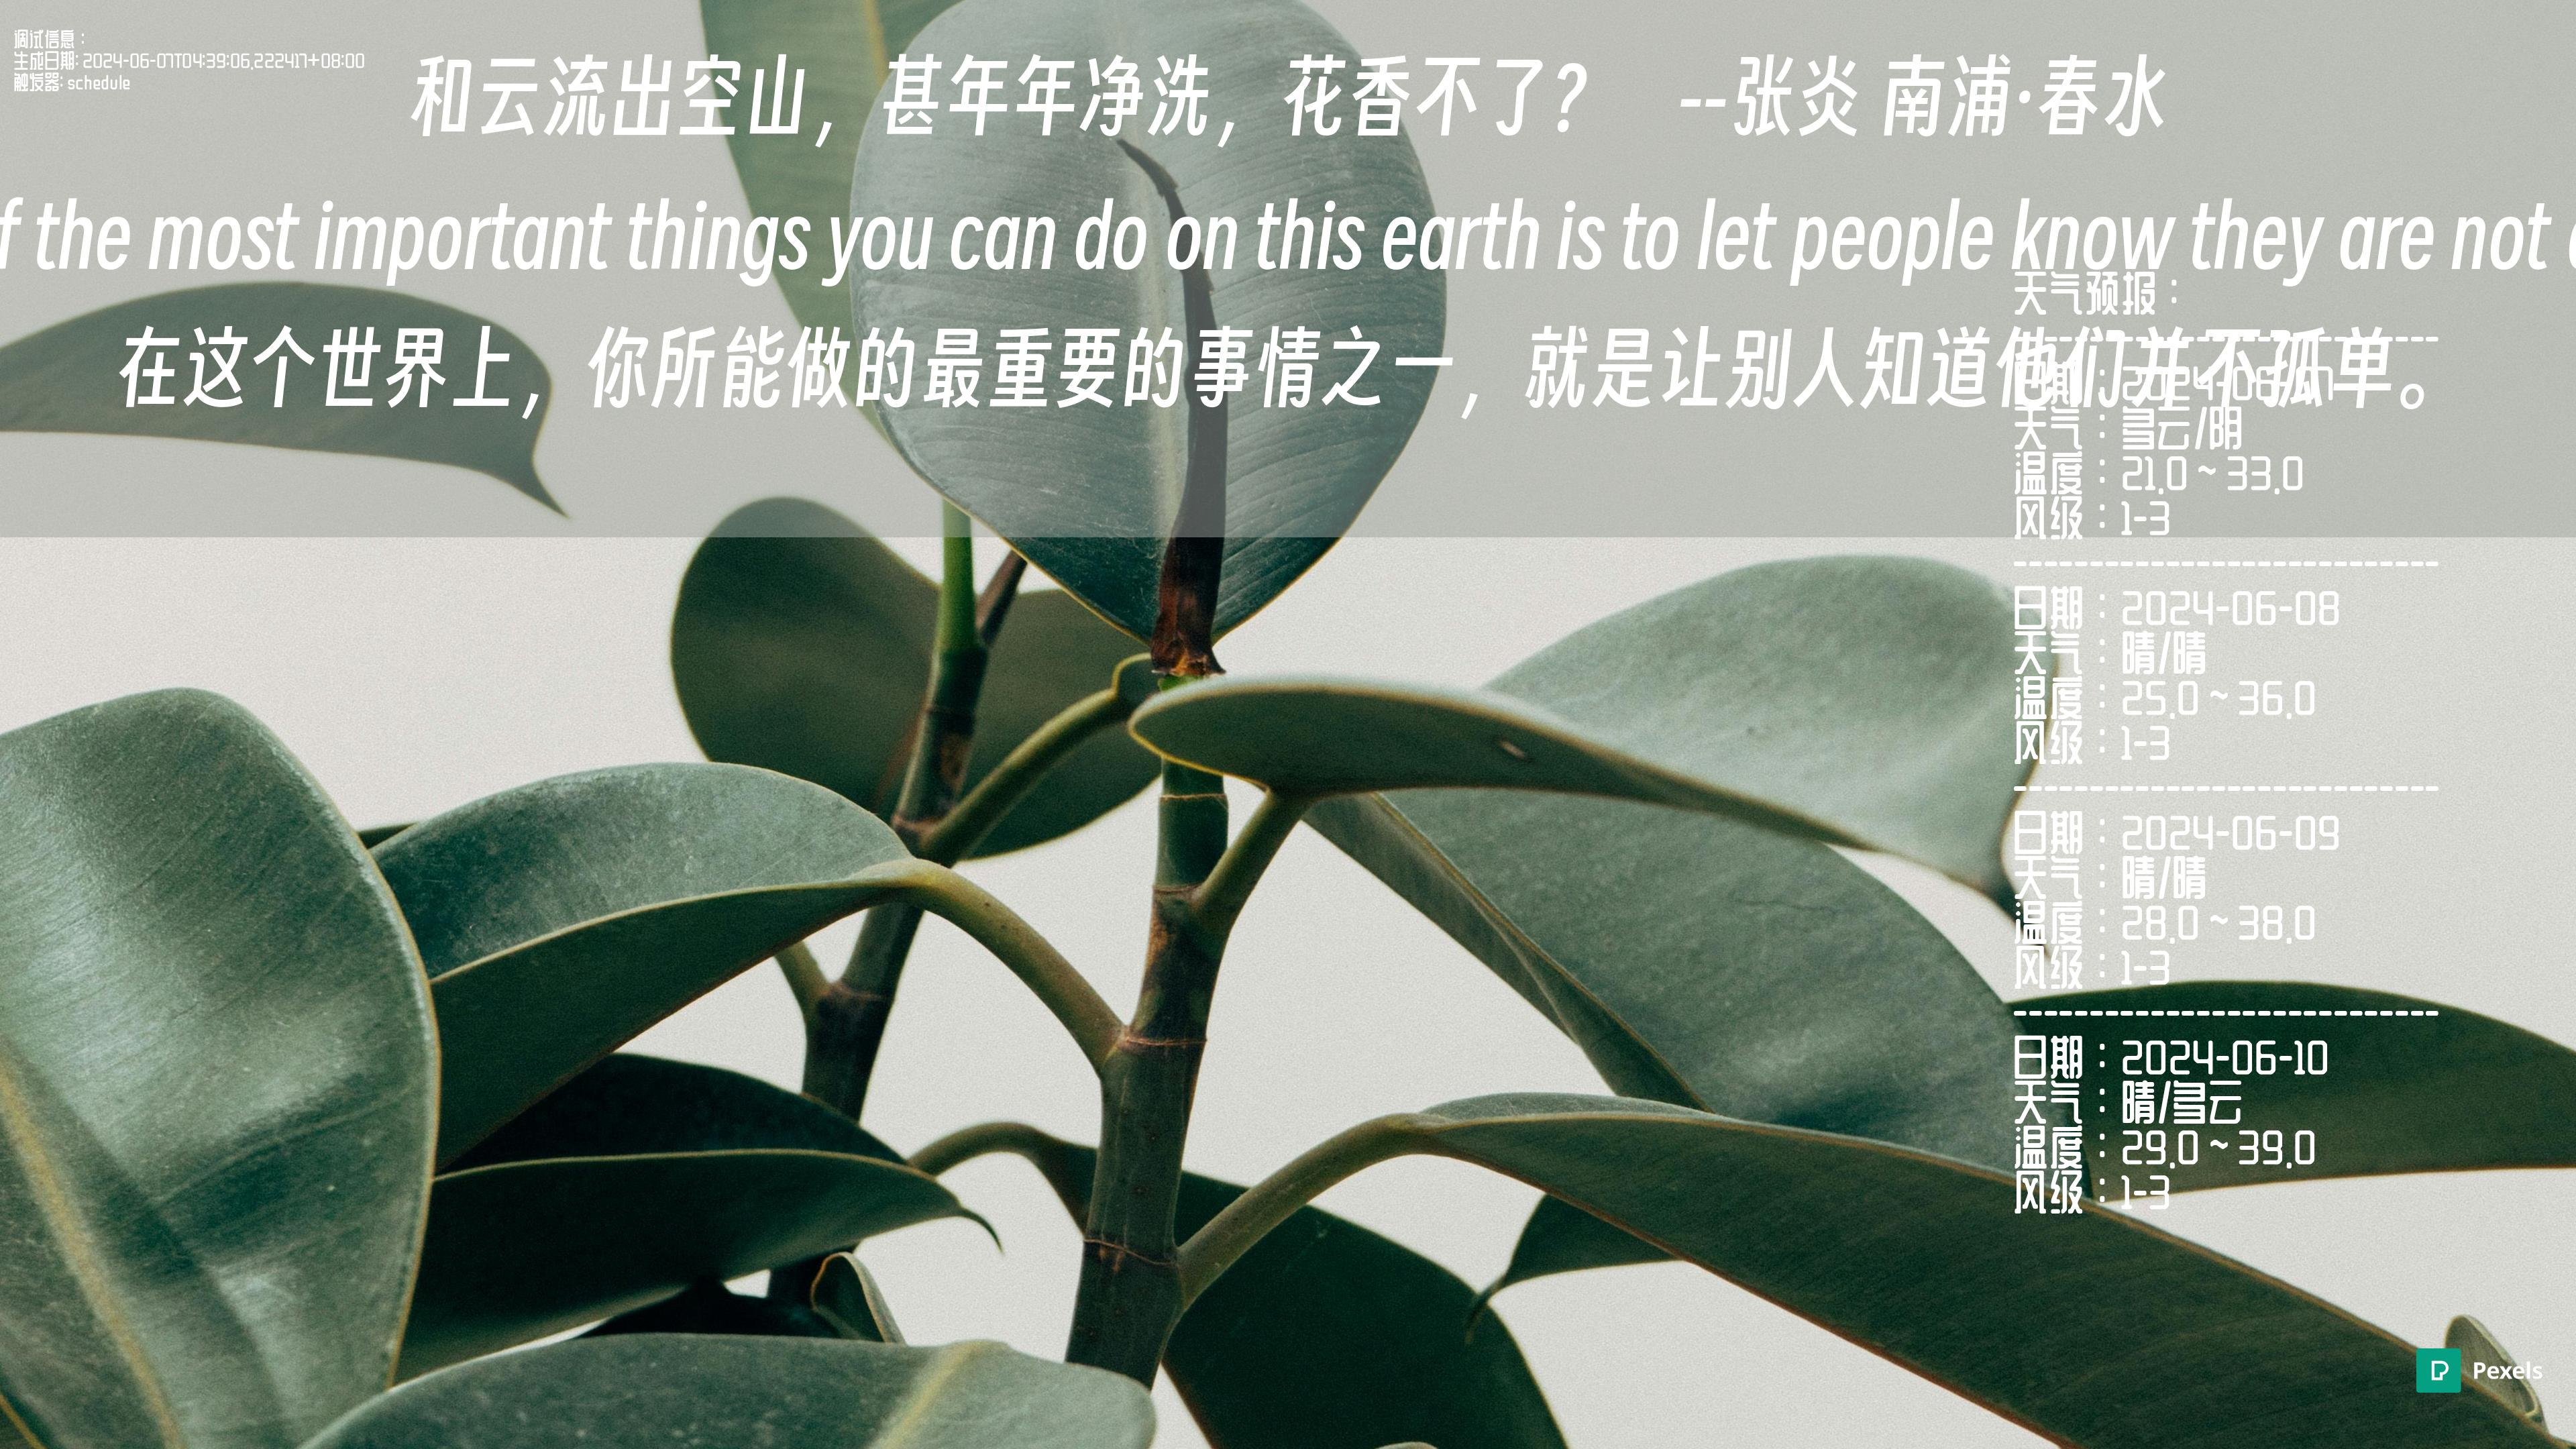 调试信息：
生成日期: 2024-06-07T04:39:06.222417+08:00
触发器: schedule
和云流出空山，甚年年净洗，花香不了？ --张炎 南浦·春水
f the most important things you can do on this earth is to let people know they are not
在这个世界上，你所能做的最重要的事情之一，就是让别人知道他们并不孤单。
天气预报：
----------------------------
日期：2024-06-07
天气：多云/阴
温度：21.0 ~ 33.0
风级：1-3
----------------------------
日期：2024-06-08
天气：晴/晴
温度：25.0 ~ 36.0
风级：1-3
----------------------------
日期：2024-06-09
天气：晴/晴
温度：28.0 ~ 38.0
风级：1-3
----------------------------
日期：2024-06-10
天气：晴/多云
温度：29.0 ~ 39.0
风级：1-3
Pexels